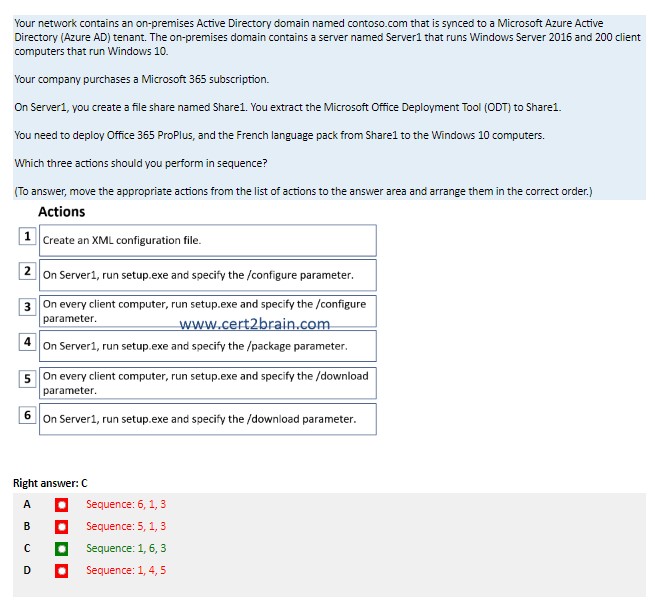 Your network contains an on-premises Active Directory domain named contoso.com that is synced to a Microsoft Azure Active
Directory (Azure AD) tenant. The on-premises domain contains a server named Server1 that runs Windows Server 2016 and 200 client
computers that run Windows 10.
Your company purchases a Microsoft 365 subscription.
On Server1, you create a file share named Share1. You extract the Microsoft Office Deployment Tool (ODT) to Share1.
You need to deploy Office 365 ProPlus, and the French language pack from Share1 to the Windows 10 computers.
Which three actions should you perform in sequence?
(To answer, move the appropriate actions from the list of actions to the answer area and arrange them in the correct order.)
Actions
1 Create an XML configuration file.
2 On Server1, run setup.exe and specify the /configure parameter.
3 On every client computer, run setup.exe and specify the /configure
parameter.
www.cert2brain.com
4 On Server1, run setup.exe and specify the /package parameter.
5 On every client computer, run setup.exe and specify the /download
parameter.
6 On Server1, run setup.exe and specify the /download parameter.
Right answer: C
A Sequence: 6, 1, 3
B Sequence: 5, 1, 3
C Sequence: 1, 6, 3
D Sequence: 1, 4, 5